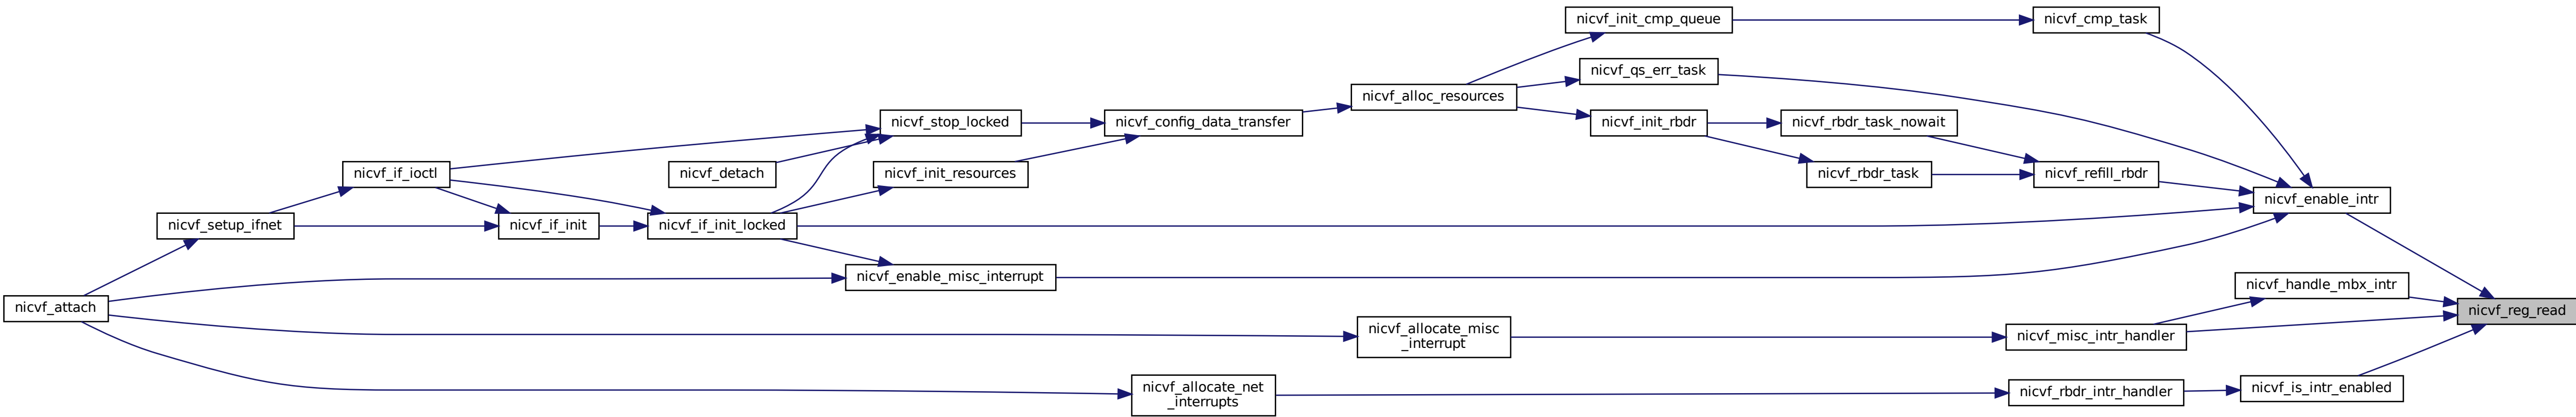 nicvf_init_cmp_queue
nicvf_cmp_task
nicvf_qs_err_task
nicvf_alloc_resources
nicvf_stop_locked
nicvf_config_data_transfer
nicvf_init_rbdr
nicvf_rbdr_task_nowait
nicvf_if_ioctl
nicvf_detach
nicvf_init_resources
nicvf_rbdr_task
nicvf_refill_rbdr
nicvf_enable_intr
nicvf_setup_ifnet
nicvf_if_init
nicvf_if_init_locked
nicvf_enable_misc_interrupt
nicvf_handle_mbx_intr
nicvf_attach
nicvf_reg_read
nicvf_allocate_misc
_interrupt
nicvf_misc_intr_handler
nicvf_allocate_net
_interrupts
nicvf_rbdr_intr_handler
nicvf_is_intr_enabled